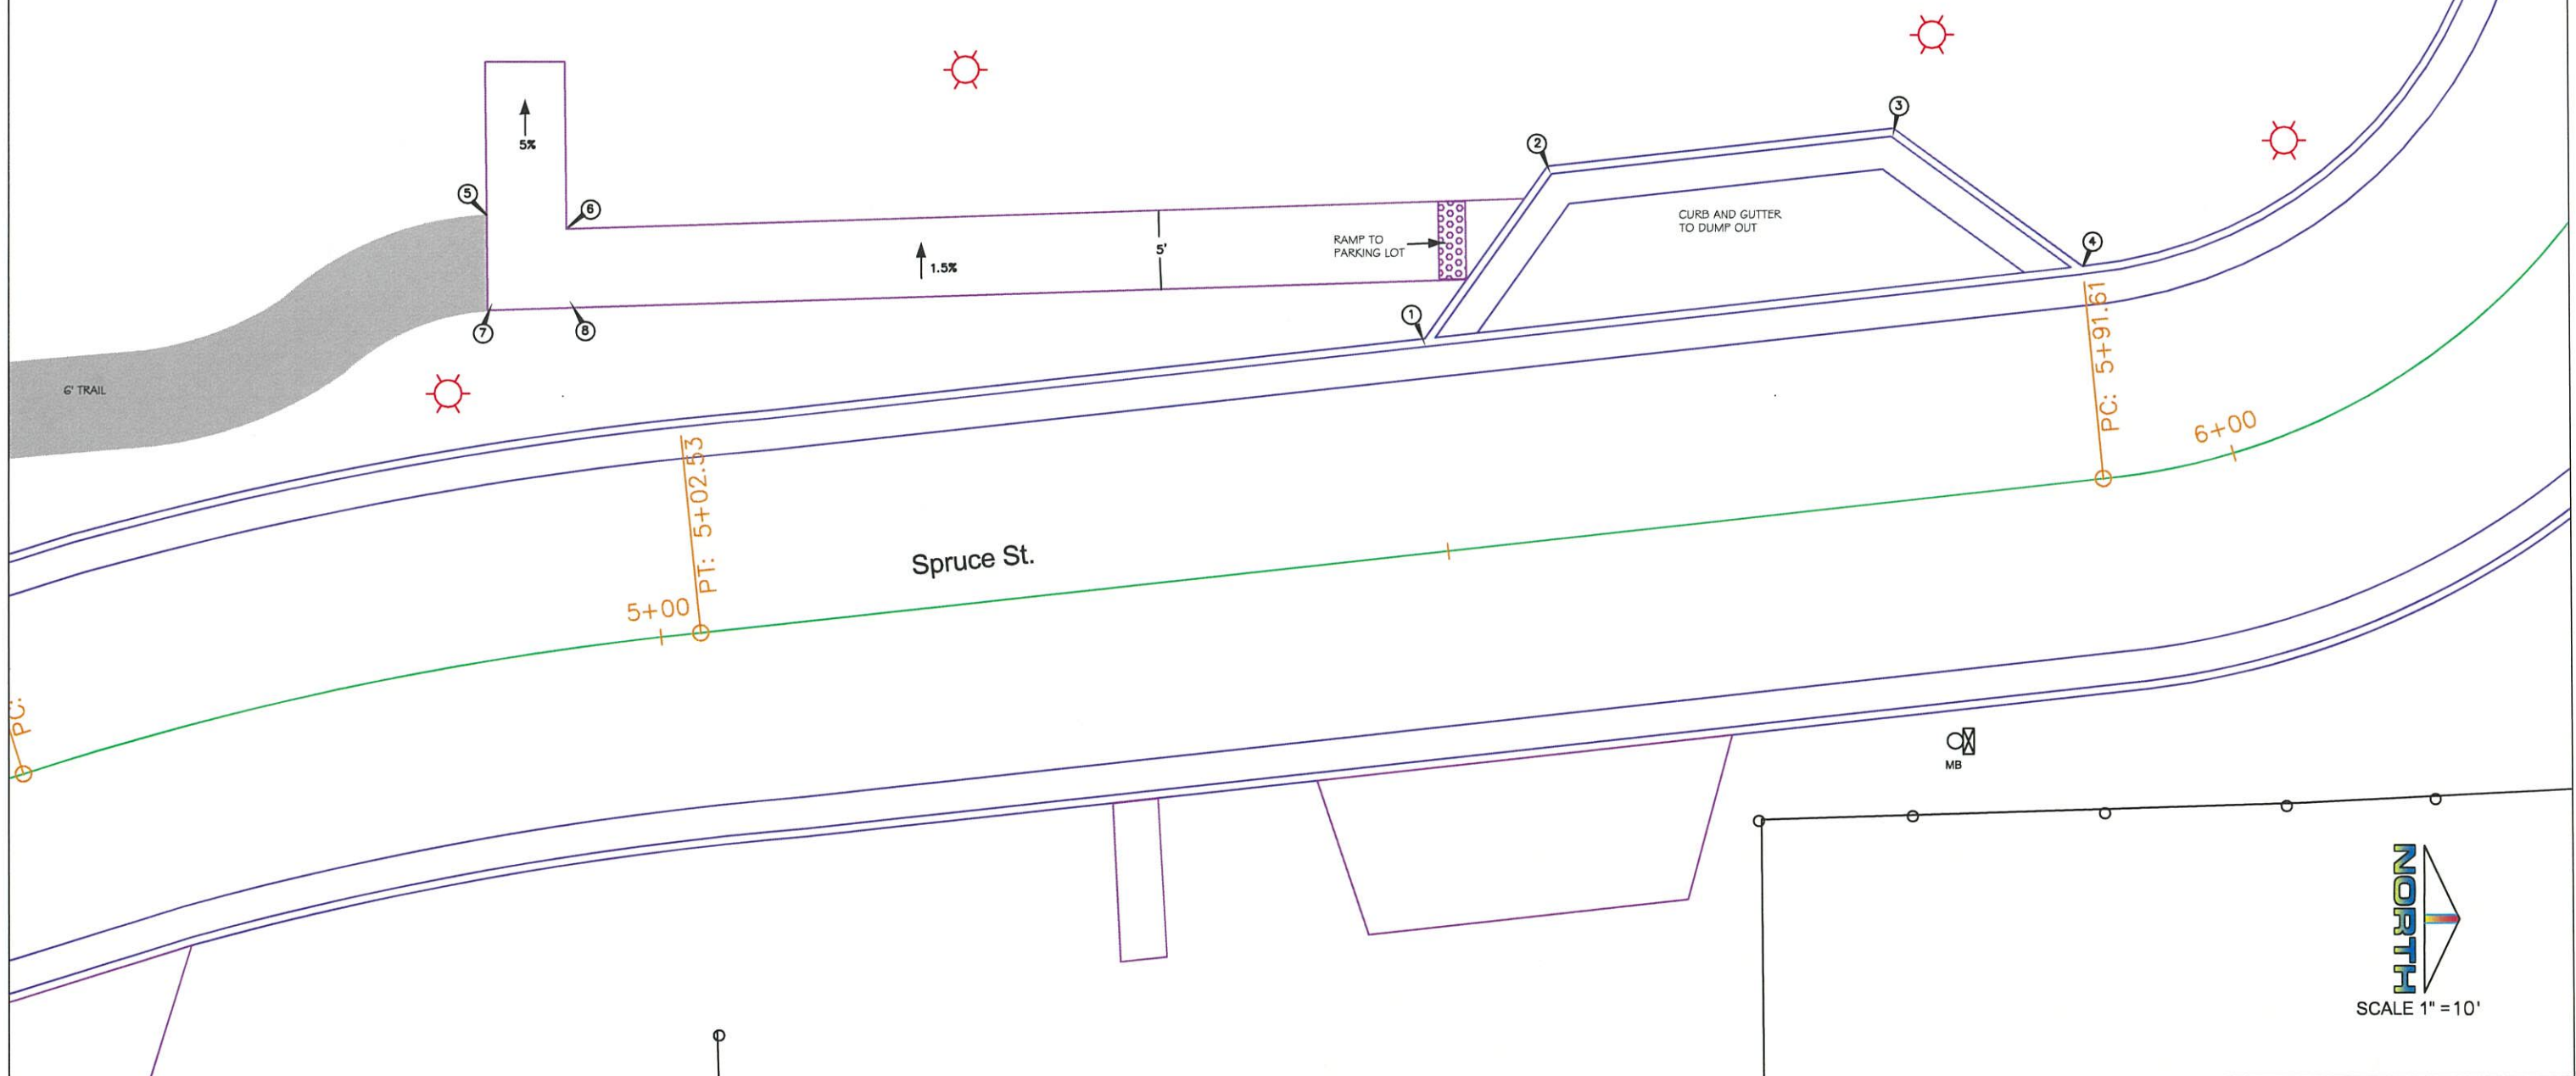 3
2
5%
5
6
CURB AND GUTTER
TO DUMP OUT
RAMP TO
PARKING LOT
5'
1.5%
4
1
7
8
PC: 5+91.61
6' TRAIL
6+00
PT: 5+02.53
Spruce St.
5+00
PC:
MB
NORTH
SCALE 1" =10'